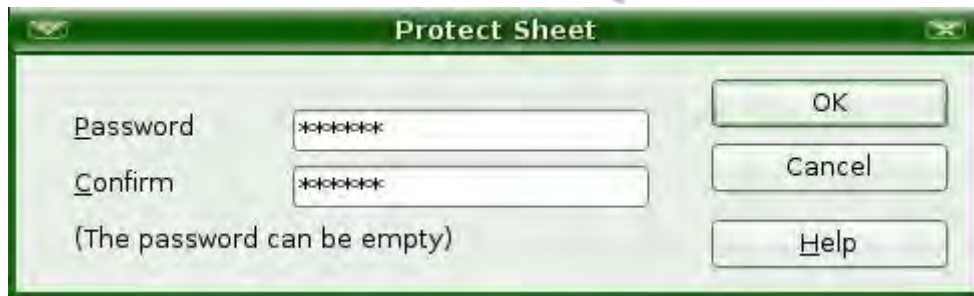 Protect Sheet
Password ******
OK
Confirm ******
Cancel
(The password can be empty)
Help